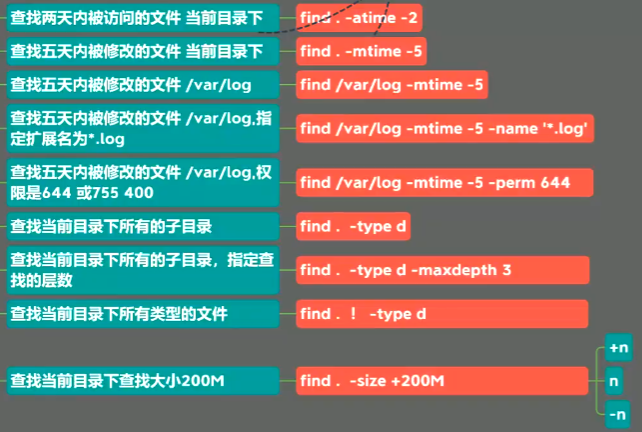 查找两天内被访问的文件 当前目录下
find . -atime -2
查找五天内被修改的文件 当前目录下
find . -mtime -5
查找五天内被修改的文件 /var/log
find /var/log -mtime -5
查找五天内被修改的文件 /var/log,指
定扩展名为*.log
find /var/log -mtime -5 -name '*.log'
查找五天内被修改的文件 /var/log,权
限是644 或755 400
find /var/log -mtime -5 -perm 644
查找当前目录下所有的子目录
find . -type d
查找当前目录下所有的子目录，指定查
找的层数
find . -type d -maxdepth 3
查找当前目录下所有类型的文件
find . ！ -type d
查找当前目录下查找大小200M
find . -size +200M
+n
n
-n